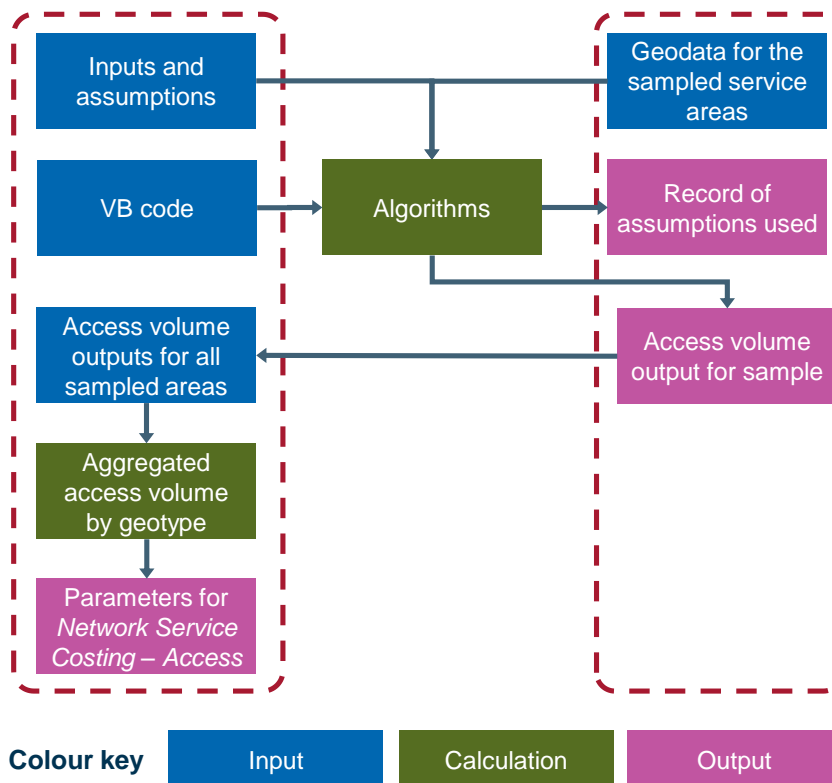 Inputs and
assumptions
Geodata for the
sampled service
areas
VB code
Algorithms
Record of
assumptions used
Access volume
outputs for all
sampled areas
Access volume
output for sample
Aggregated
access volume
by geotype
Parameters for
Network Service
Costing – Access
Colour key
Input
Calculation
Output